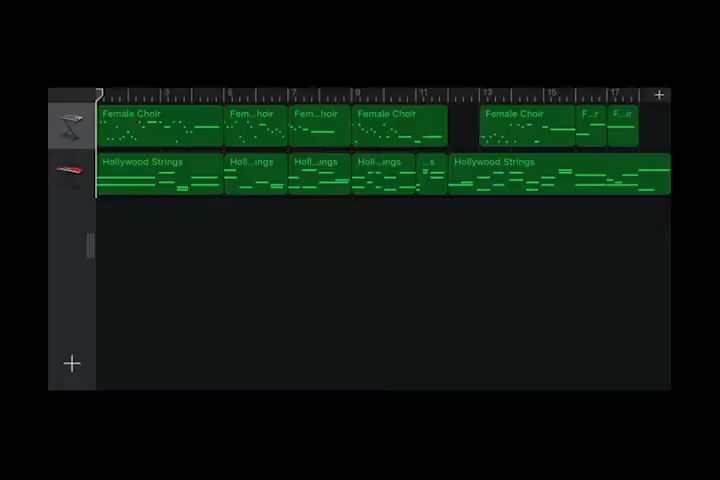 3 5 7 9 11 13 15 17 +
Female Choir Fem...hoir Fem...hoir Female Choir Female Choir F...r F...ir
Hollywood Strings Holl...ings Holl...ings Holl...ings ...s Hollywood Strings